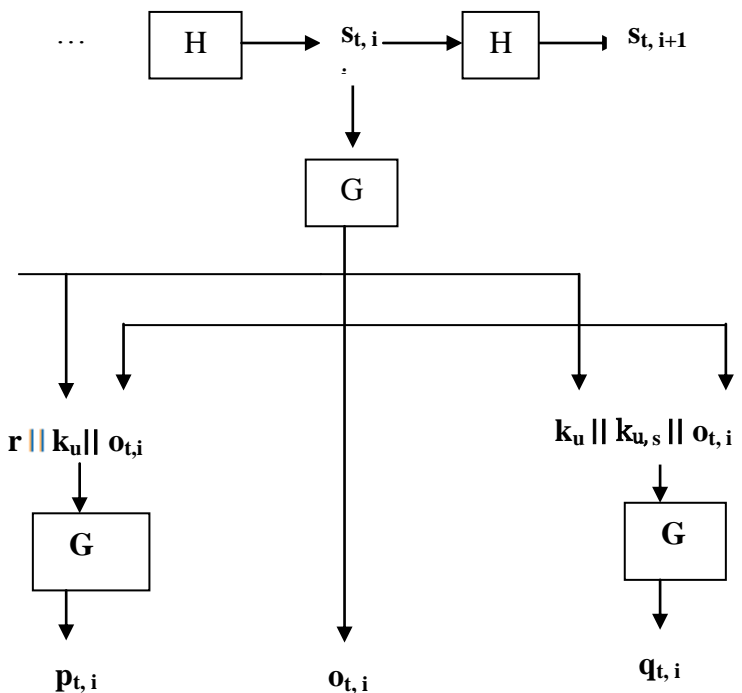 ... H s_{t, i} H s_{t, i+1}
.
G
r || k_u || o_{t,i} k_u || k_{u, s} || o_{t, i}
G G
p_{t, i} o_{t, i} q_{t, i}